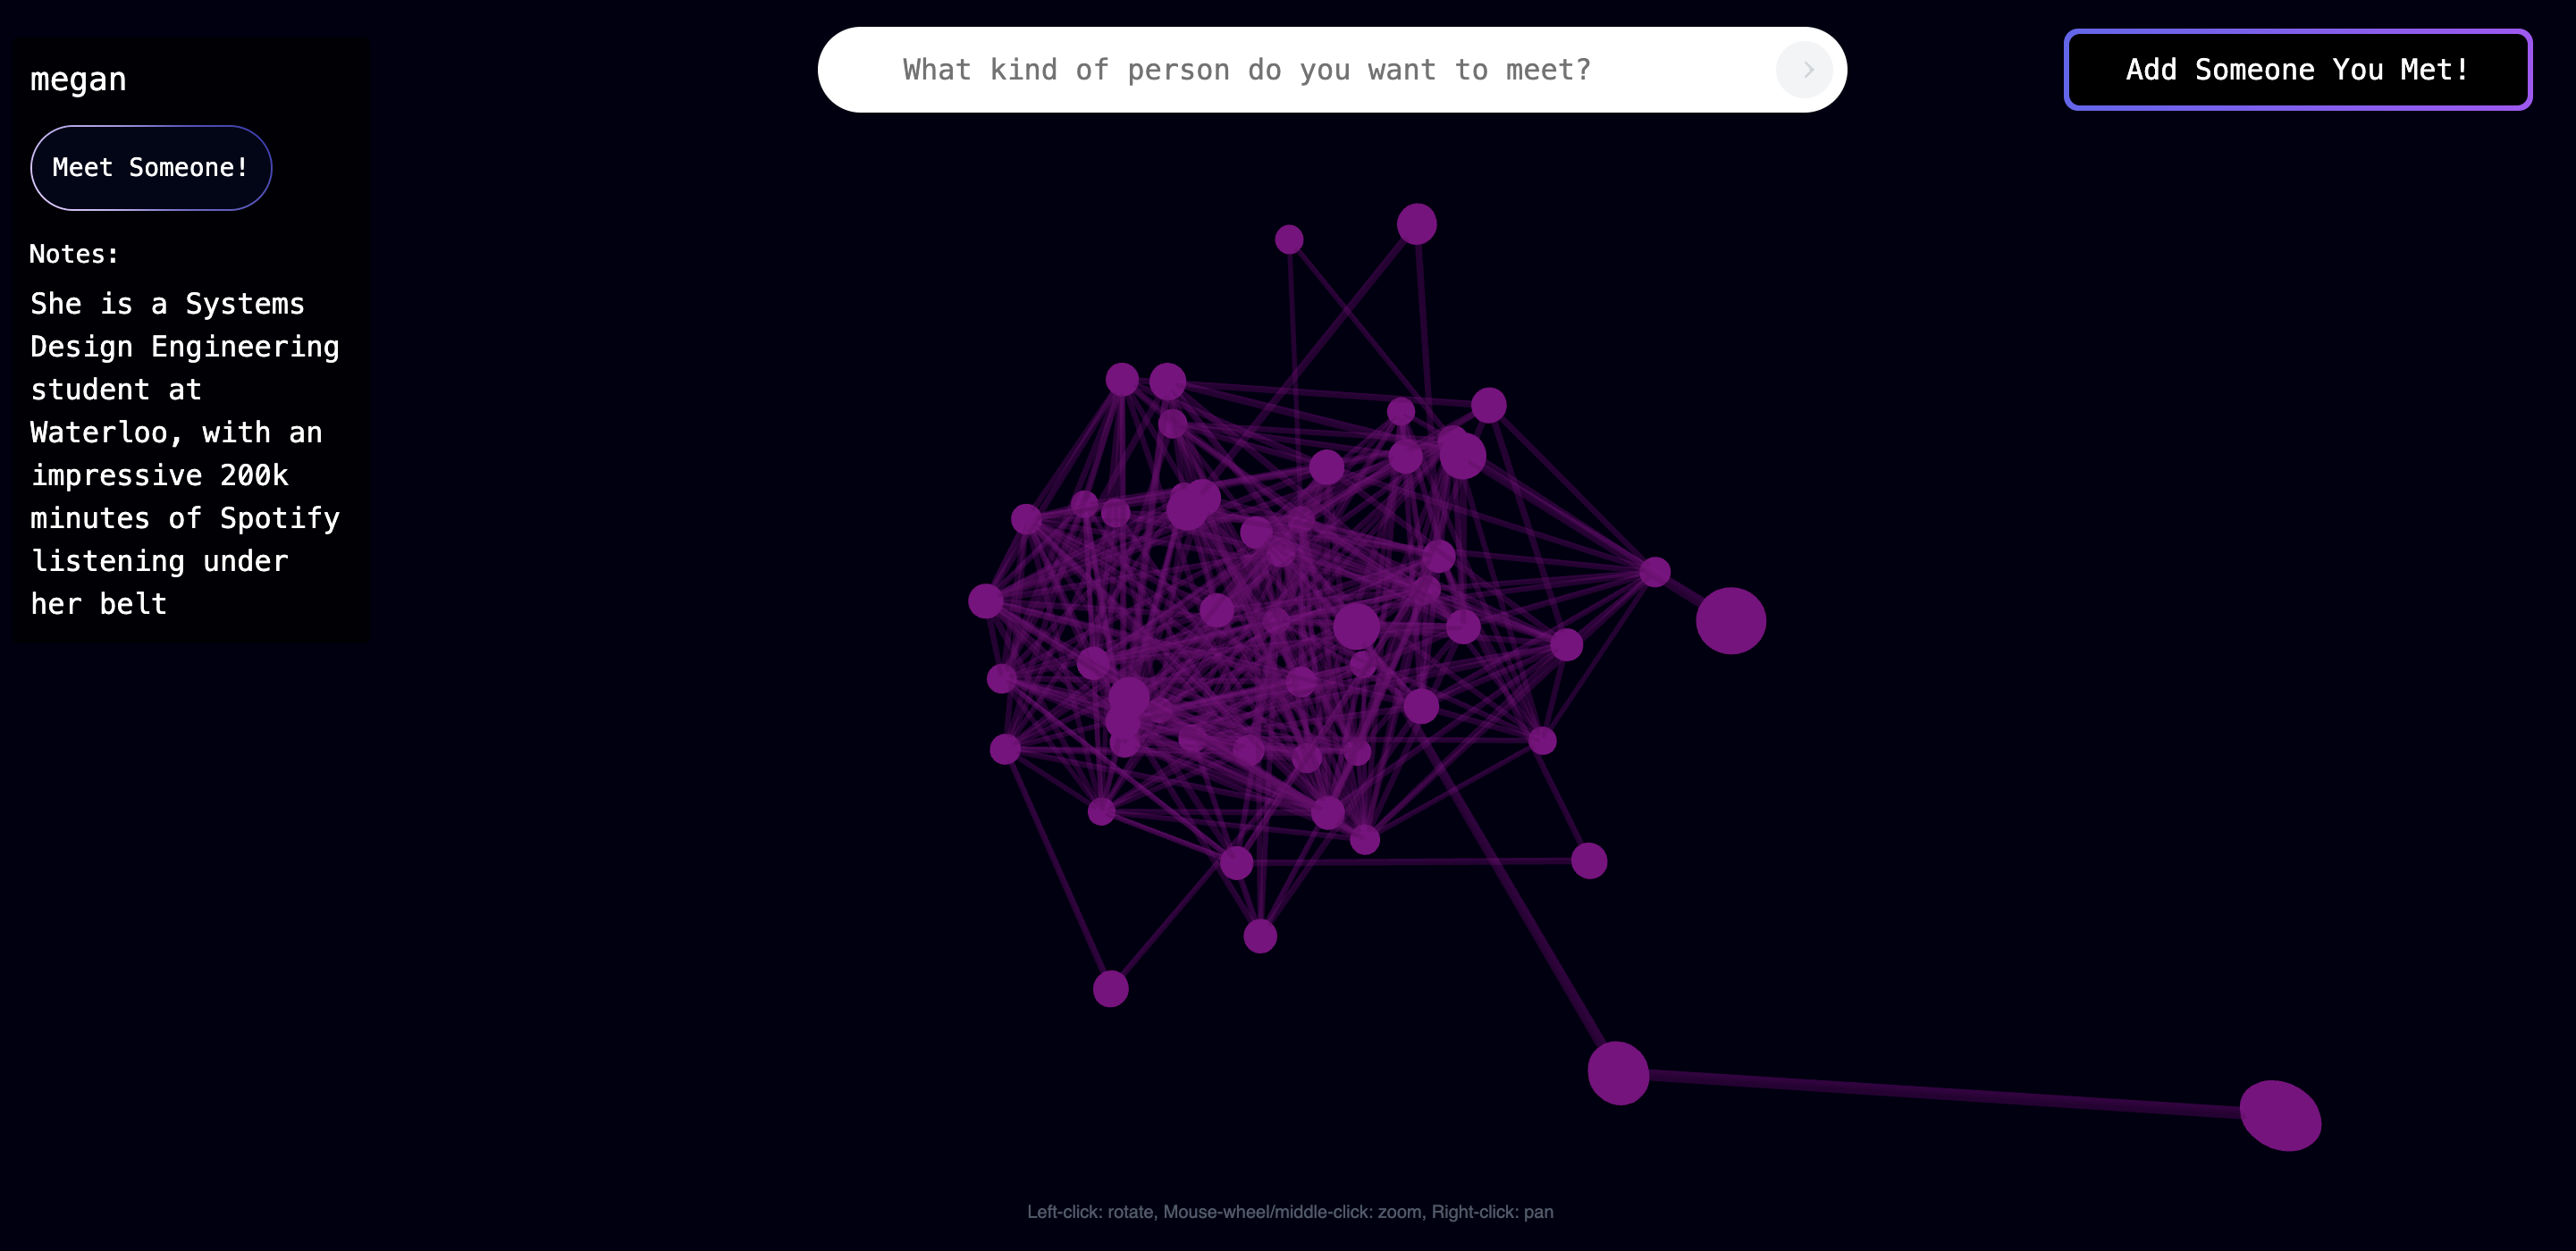 megan
Meet Someone!
Notes:
She is a Systems
Design Engineering
student at
Waterloo, with an
impressive 200k
minutes of Spotify
listening under
her belt
What kind of person do you want to meet?
Add Someone You Met!
Left-click: rotate, Mouse-wheel/middle-click: zoom, Right-click: pan